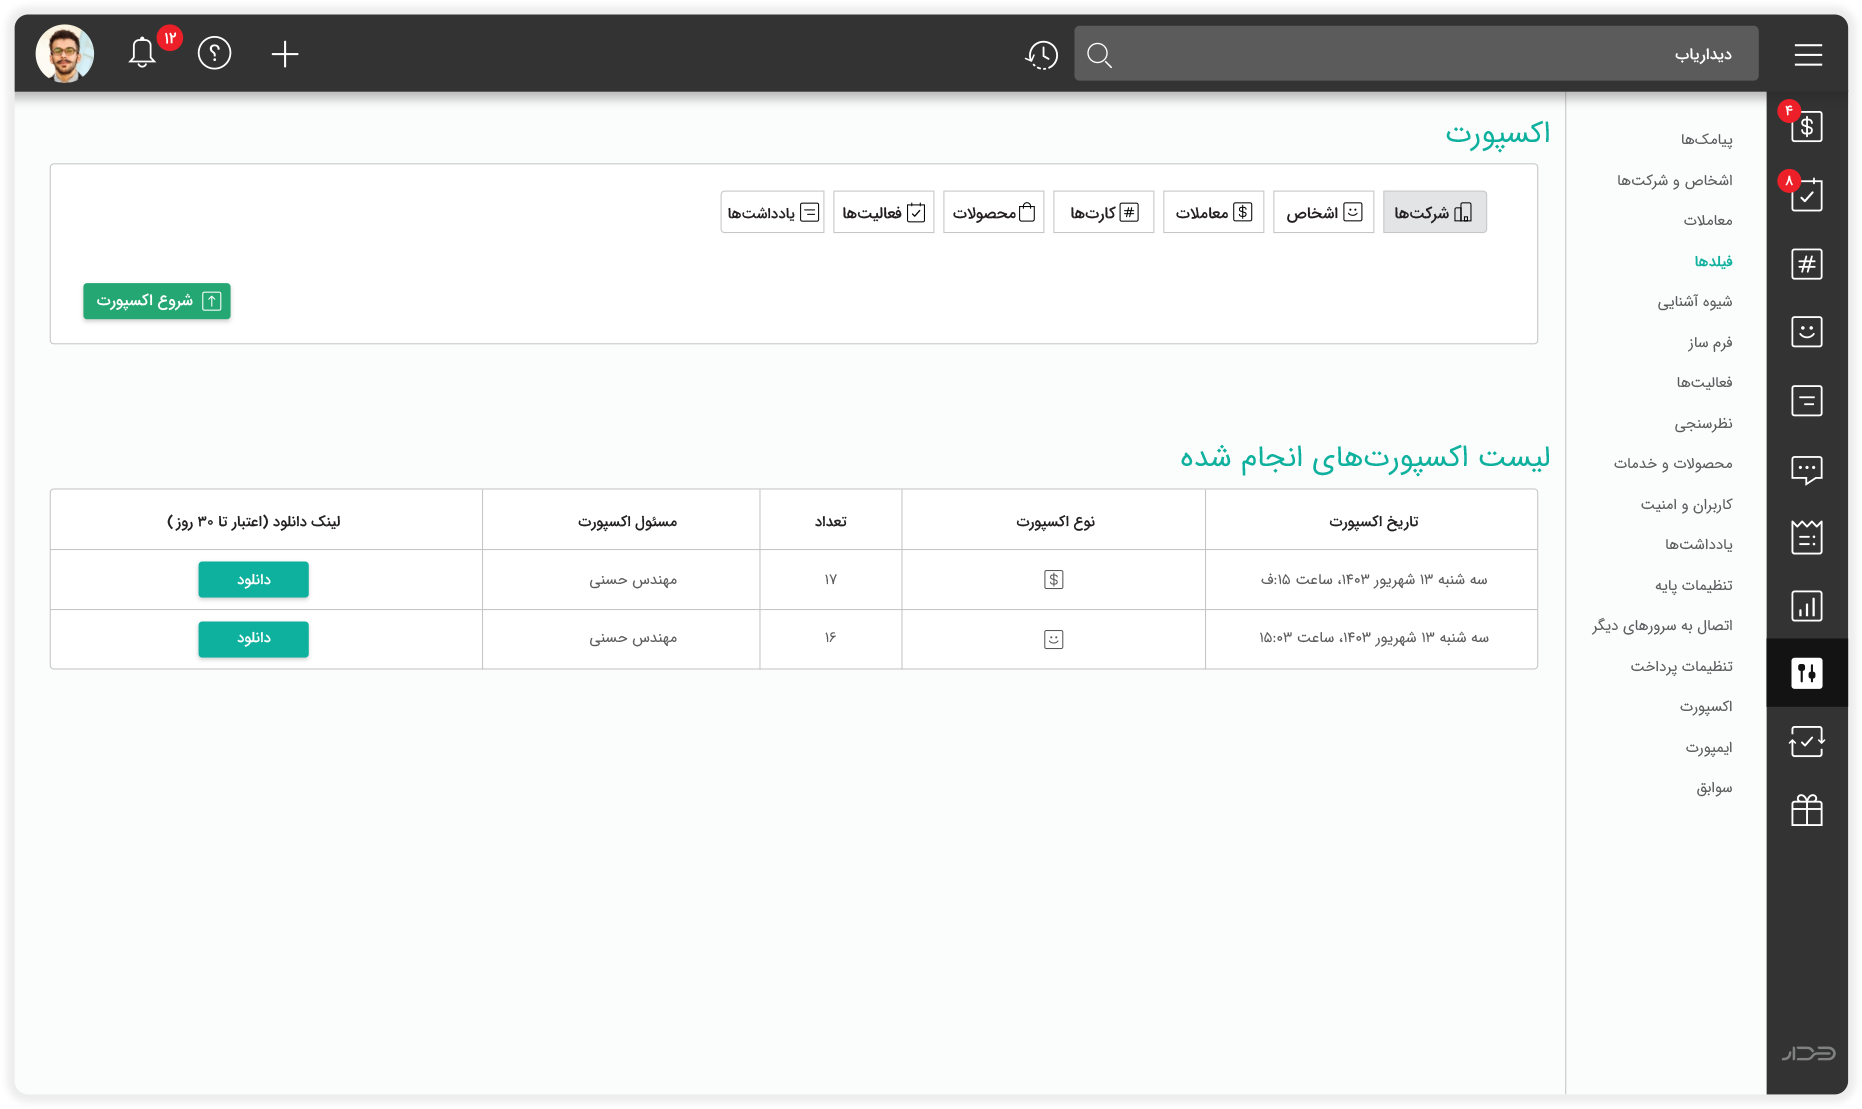 دیداریاب
۱۲
۴
۸
پیامک‌ها
اشخاص و شرکت‌ها
معاملات
فیلدها
شیوه آشنایی
فرم ساز
فعالیت‌ها
نظرسنجی
محصولات و خدمات
کاربران و امنیت
یادداشت‌ها
تنظیمات پایه
اتصال به سرورهای دیگر
تنظیمات پرداخت
اکسپورت
ایمپورت
سوابق
اکسپورت
شرکت‌ها اشخاص معاملات کارت‌ها محصولات فعالیت‌ها یادداشت‌ها
شروع اکسپورت
لیست اکسپورت‌های انجام شده
تاریخ اکسپورت نوع اکسپورت تعداد مسئول اکسپورت لینک دانلود (اعتبار تا ۳۰ روز)
سه شنبه ۱۳ شهریور ۱۴۰۳، ساعت ۱۵:ف ۱۷ مهندس حسنی دانلود
سه شنبه ۱۳ شهریور ۱۴۰۳، ساعت ۱۵:۰۳ ۱۶ مهندس حسنی دانلود